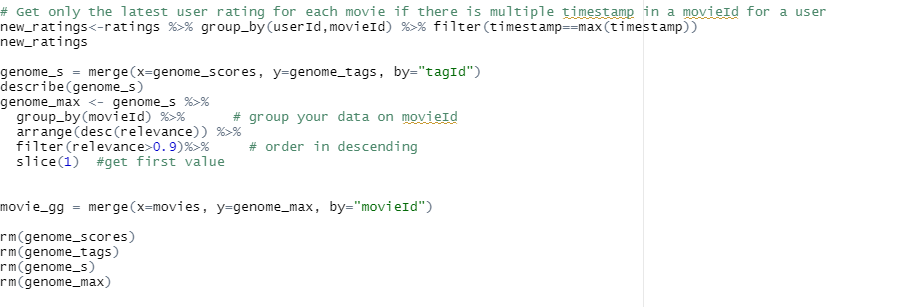 # Get only the latest user rating for each movie if there is multiple timestamp in a movieId for a user
new_ratings<-ratings %>% group_by(userId,movieId) %>% filter(timestamp==max(timestamp))
new_ratings
genome_s = merge(x=genome_scores, y=genome_tags, by="tagId")
describe(genome_s)
genome_max <- genome_s %>%
  group_by(movieId) %>%      # group your data on movieId
  arrange(desc(relevance)) %>%
  filter(relevance>0.9)%>%     # order in descending
  slice(1)  #get first value
movie_gg = merge(x=movies, y=genome_max, by="movieId")
rm(genome_scores)
rm(genome_tags)
rm(genome_s)
rm(genome_max)